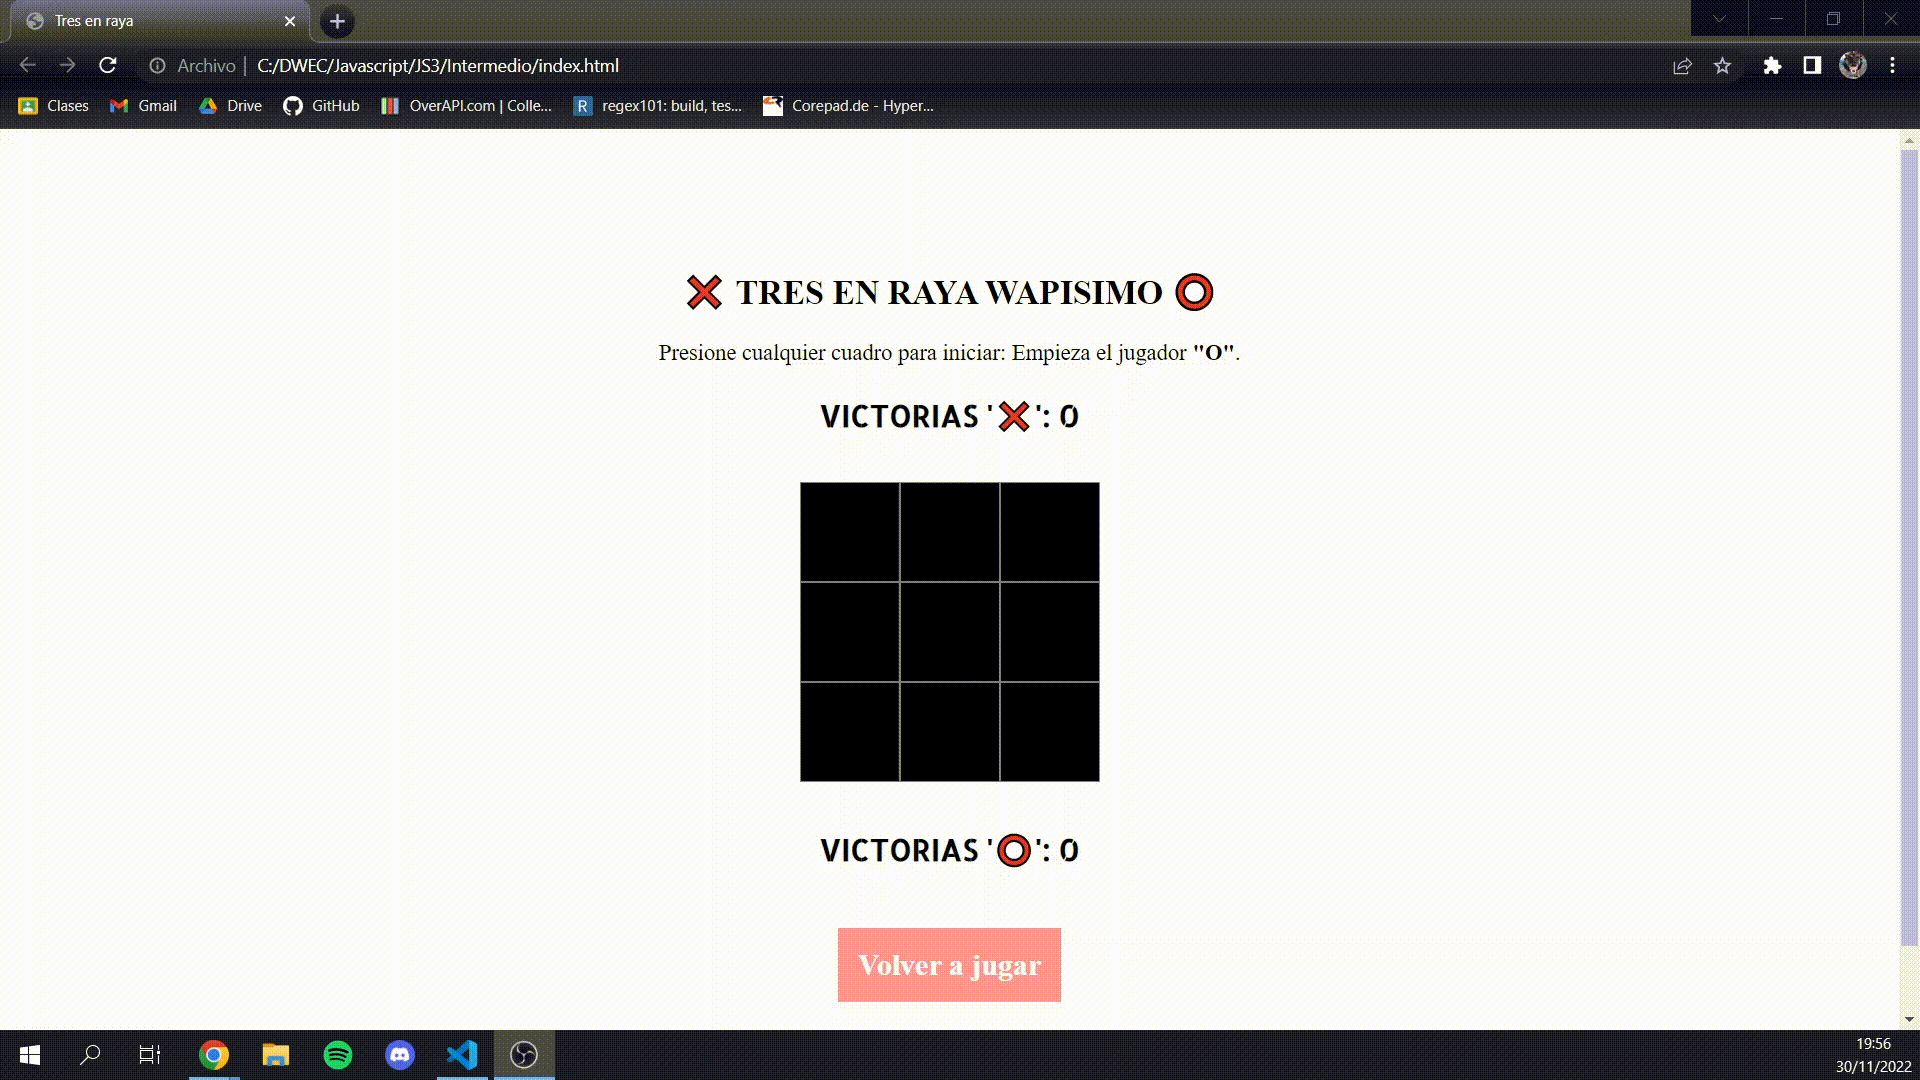 Tres en raya
Archivo | C:/DWEC/Javascript/JS3/Intermedio/index.html
Clases Gmail Drive GitHub OverAPI.com | Colle... R regex101: build, tes... Corepad.de - Hyper...
❌ TRES EN RAYA WAPISIMO ⭕
Presione cualquier cuadro para iniciar: Empieza el jugador "O".
VICTORIAS '❌': 0
VICTORIAS '⭕': 0
Volver a jugar
19:56
30/11/2022